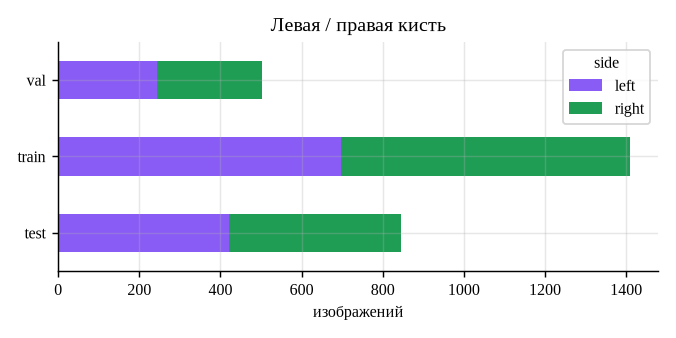 Левая / правая кисть
side
left
right
val
train
test
0 200 400 600 800 1000 1200 1400
изображений